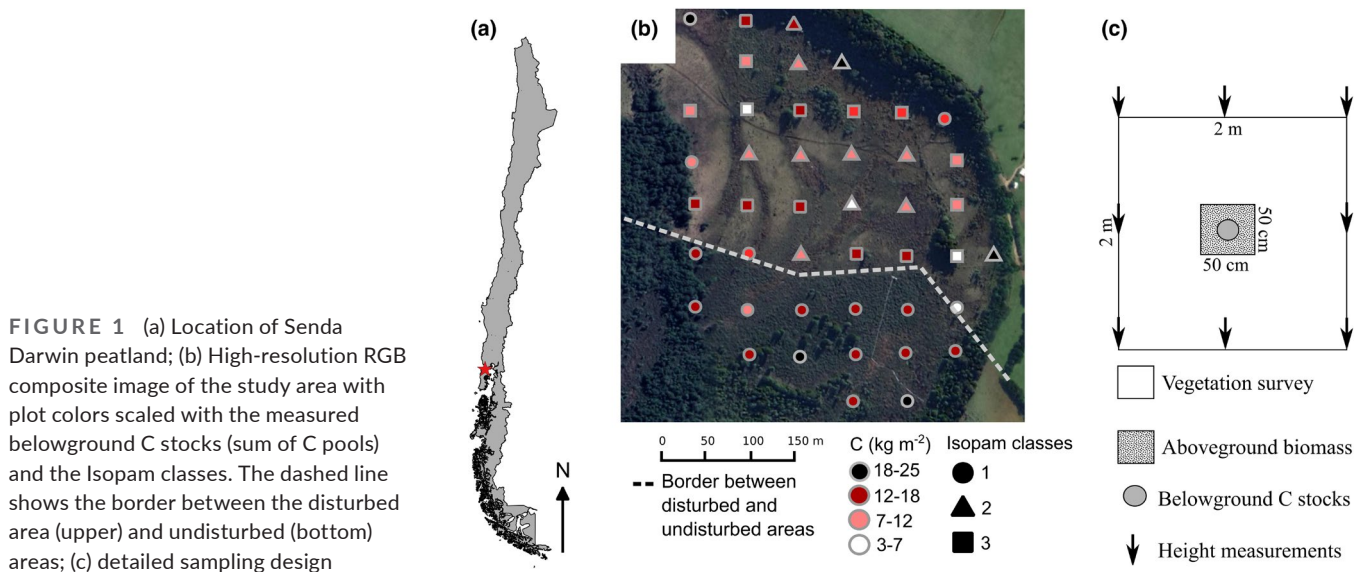 FIGURE 1 (a) Location of Senda
Darwin peatland; (b) High-resolution RGB
composite image of the study area with
plot colors scaled with the measured
belowground C stocks (sum of C pools)
and the Isopam classes. The dashed line
shows the border between the disturbed
area (upper) and undisturbed (bottom)
areas; (c) detailed sampling design
(a)
N
(b)
0 50 100 150 m
Border between
disturbed and
undisturbed areas
C (kg m-2)
18-25
12-18
7-12
3-7
Isopam classes
1
2
3
(c)
2 m
2 m
50 cm
50 cm
Vegetation survey
Aboveground biomass
Belowground C stocks
Height measurements